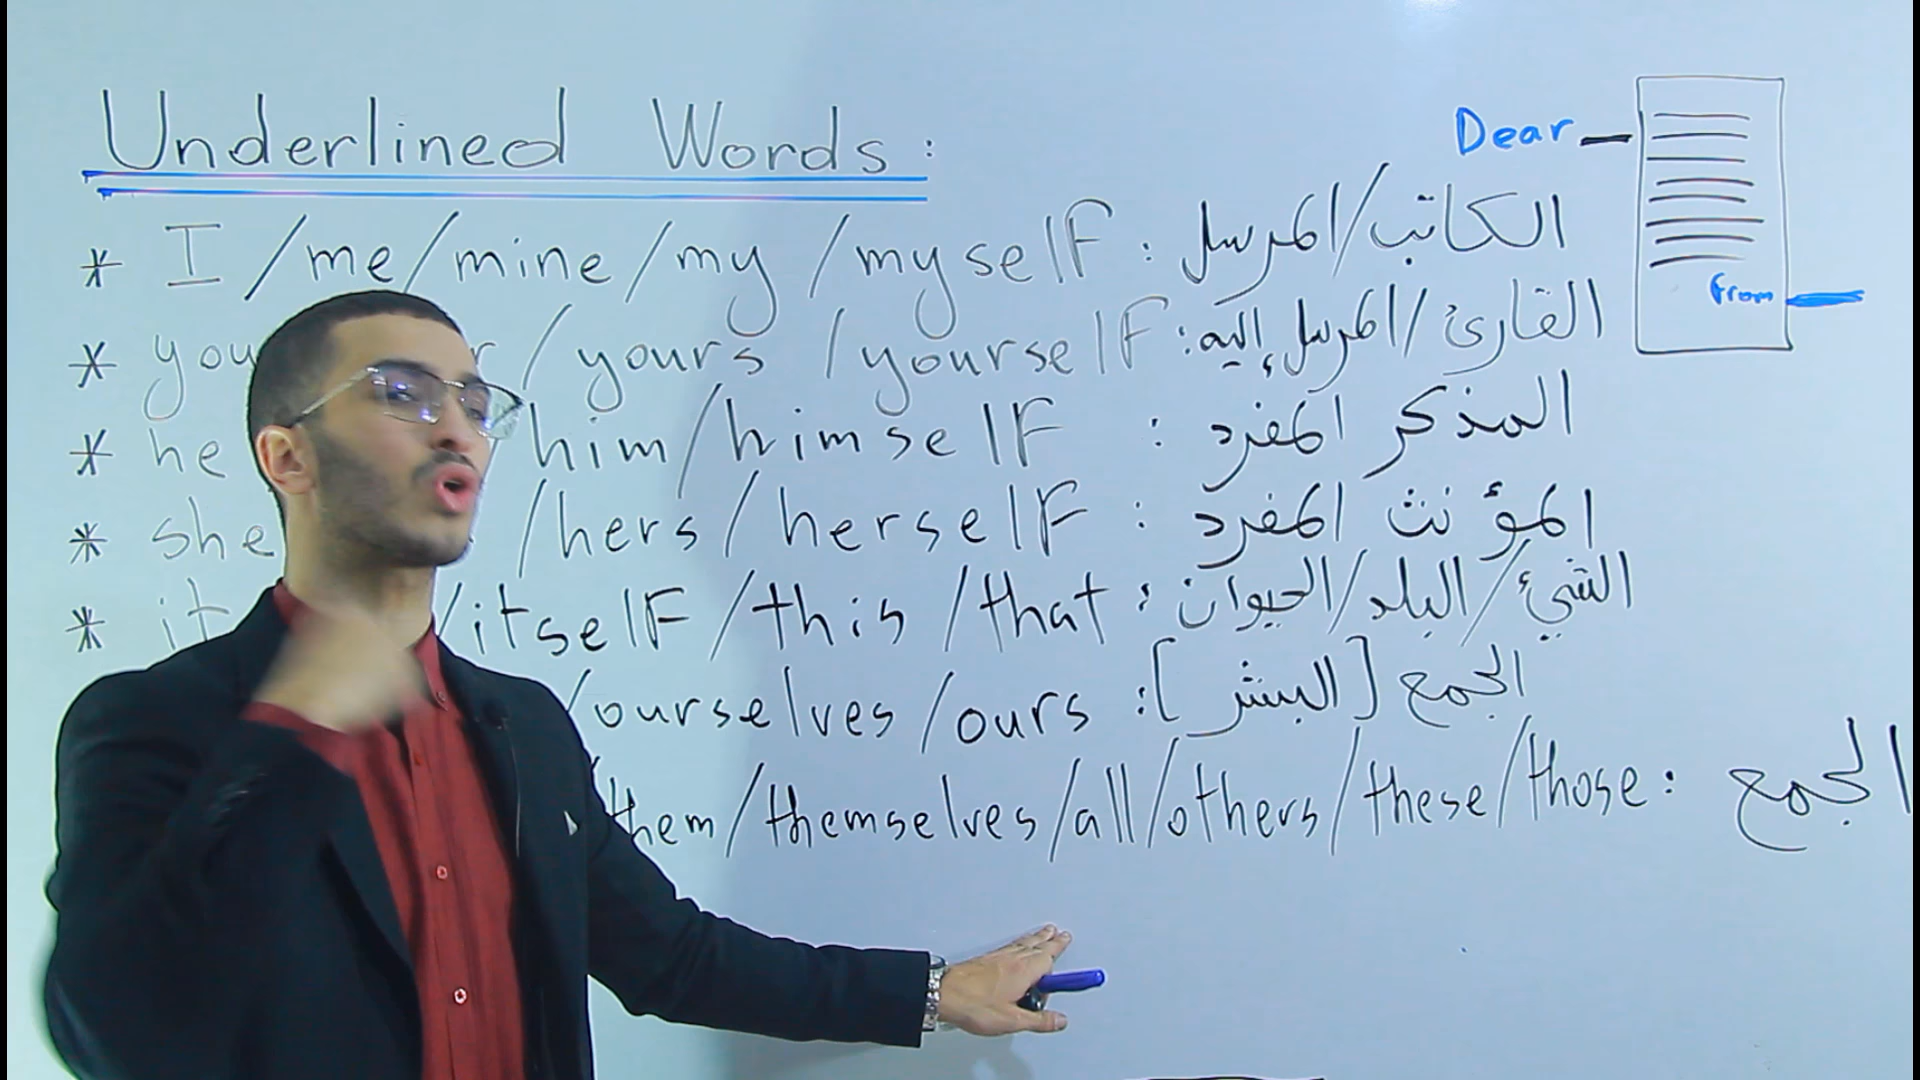 Underlined Words:
Dear
* I / me / mine / my / myself : الكاتب / المرسل
* you / yours / yourself : القارئ / المرسل إليه
from
* he / him / himself : المذكر المفرد
* she / hers / herself : المؤنث المفرد
* it / itself / this / that : الشيئ / البلد / الحيوان
/ ourselves / ours : الجمع [البشر]
them / themselves / all / others / these / those : الجمع